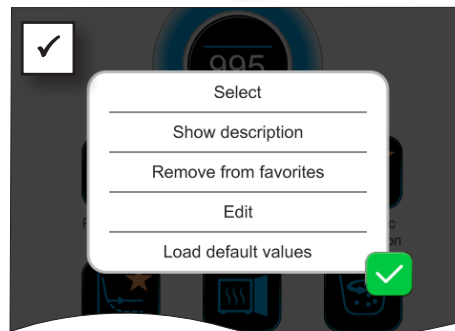 995
Select
Show description
Remove from favorites
Edit
Load default values